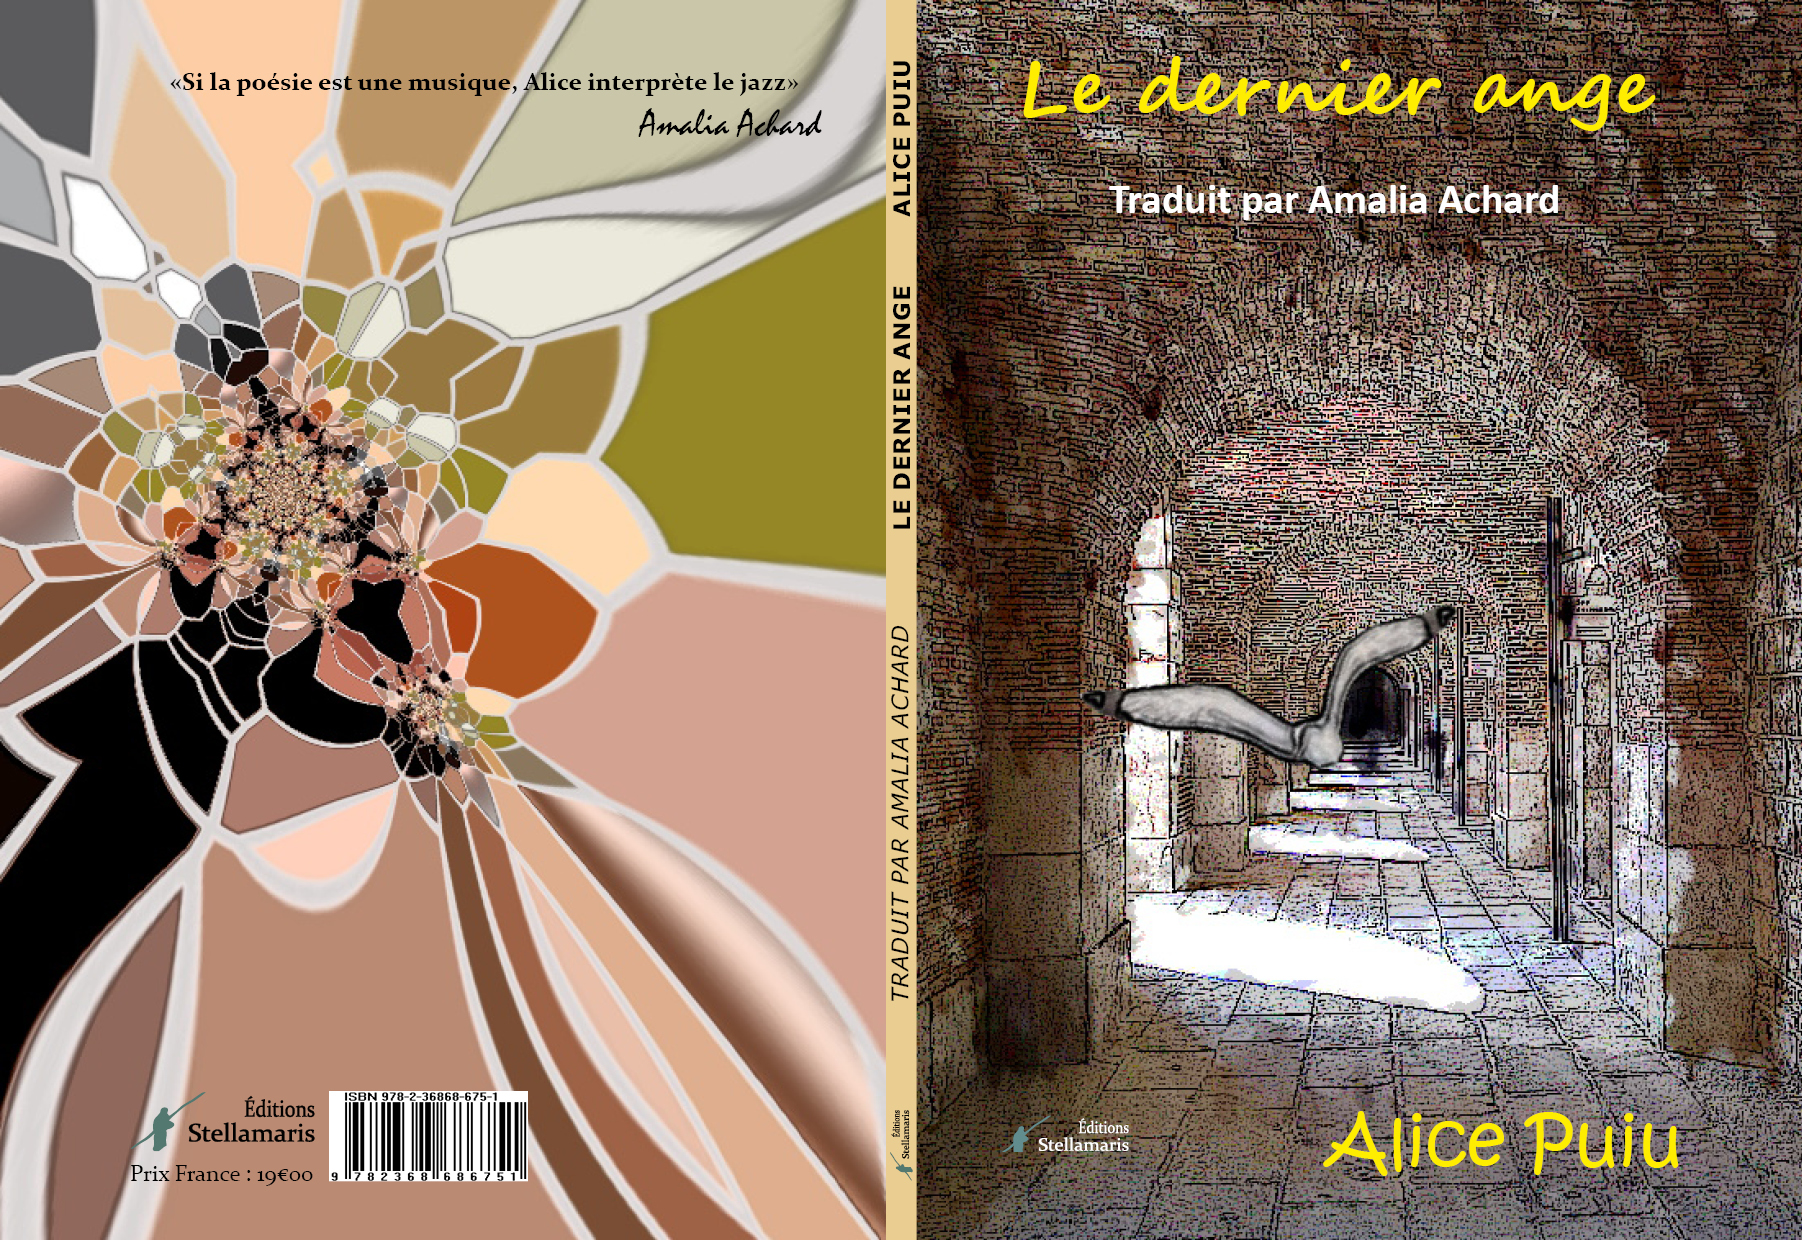 «Si la poésie est une musique, Alice interprète le jazz»
Amalia Achard
Éditions
Stellamaris
Prix France : 19€00
ISBN 978-2-36868-675-1
9 782368 686751
ALICE PUIU
LE DERNIER ANGE
TRADUIT PAR AMALIA ACHARD
Éditions
Stellamaris
Le dernier ange
Traduit par Amalia Achard
Éditions
Stellamaris
Alice Puiu